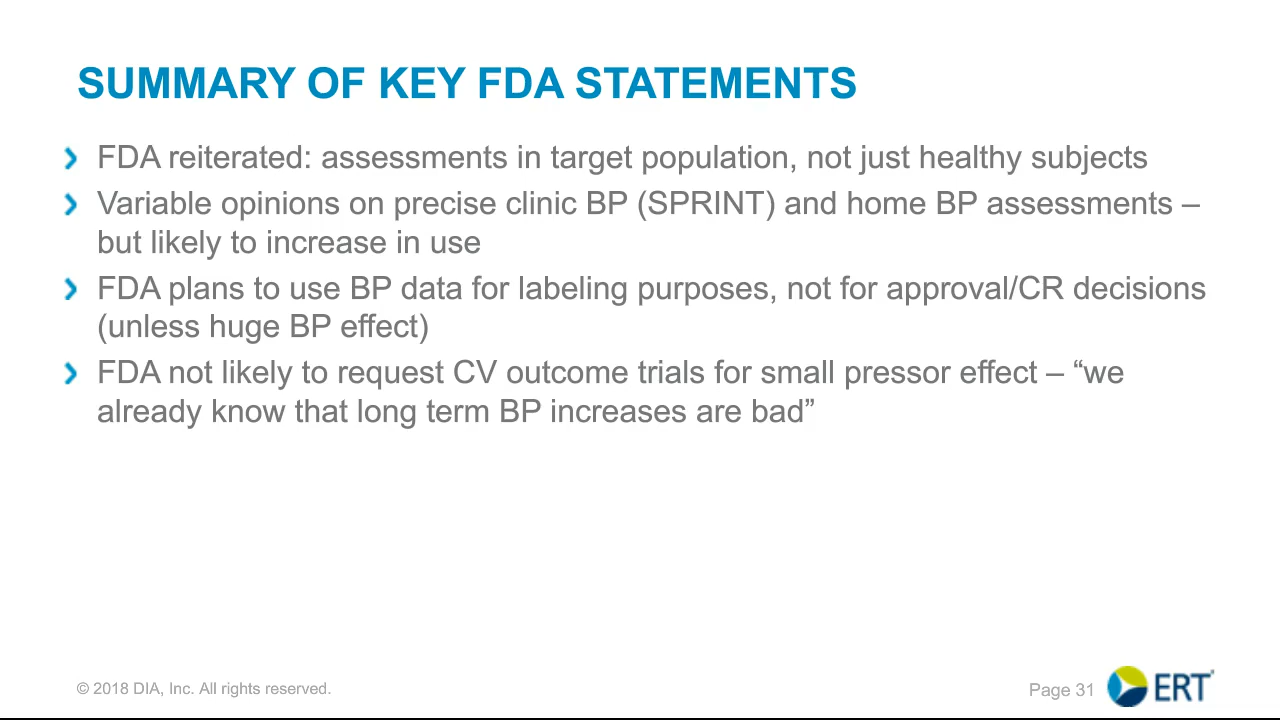 SUMMARY OF KEY FDA STATEMENTS
FDA reiterated: assessments in target population, not just healthy subjects
Variable opinions on precise clinic BP (SPRINT) and home BP assessments –
but likely to increase in use
FDA plans to use BP data for labeling purposes, not for approval/CR decisions
(unless huge BP effect)
FDA not likely to request CV outcome trials for small pressor effect – “we
already know that long term BP increases are bad”
© 2018 DIA, Inc. All rights reserved.
Page 31
ERT